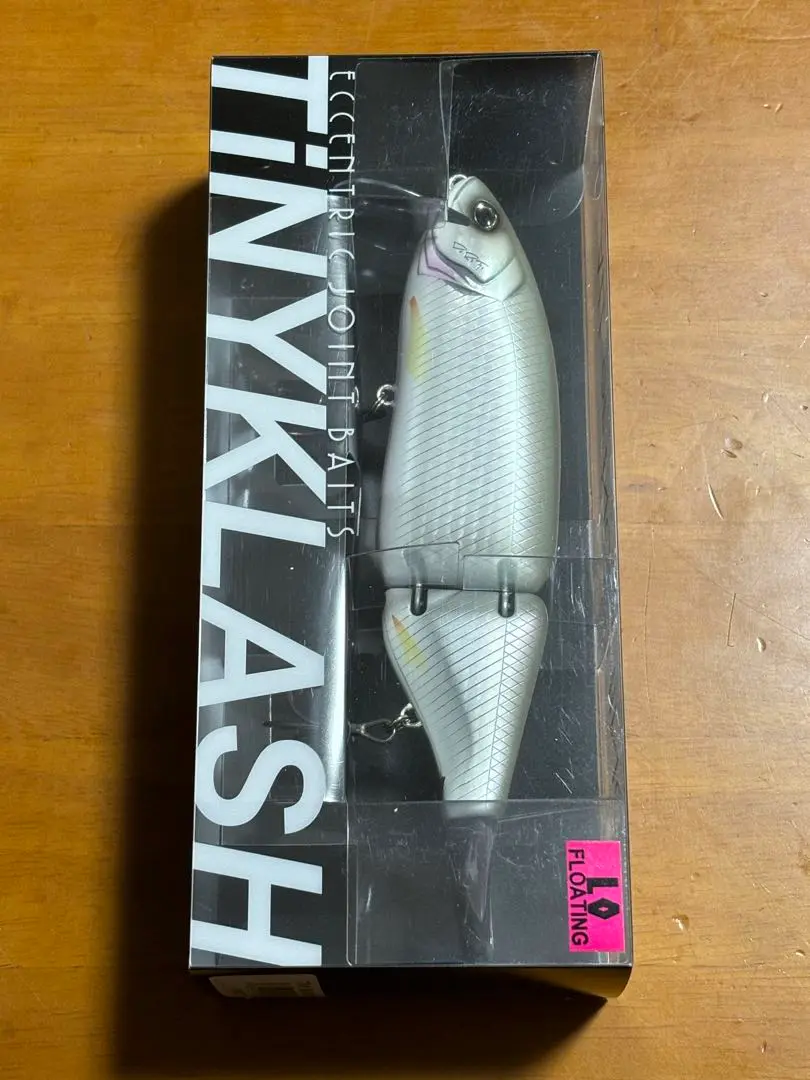 TiNYKLASH
ECCENTRIC JOINT BAITS
LO
FLOATING